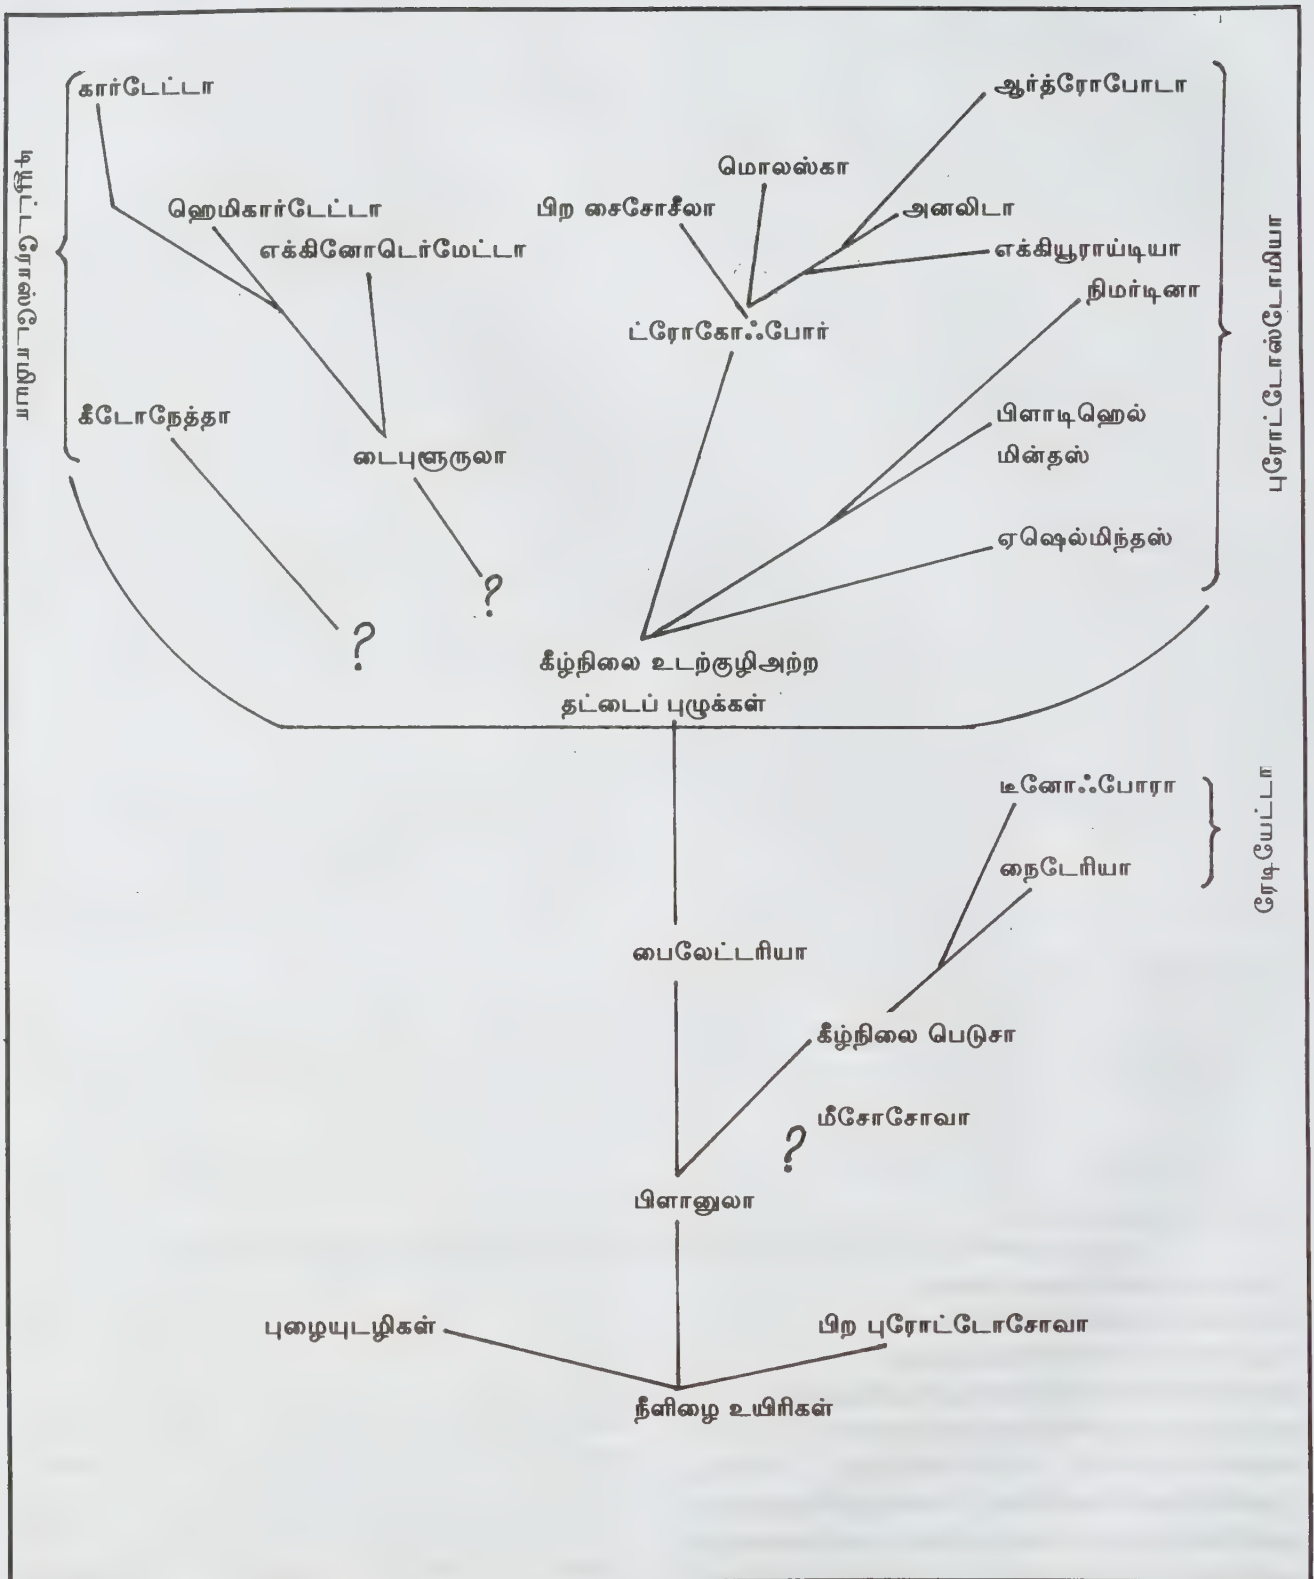 கார்டேட்டா
ஆர்த்ரோபோடா
டியூட்டரோஸ்டோமியா
மொலஸ்கா
ஹெமிகார்டேட்டா
பிற சைசோசீலா
அனலிடா
எக்கினோடெர்மேட்டா
எக்கியூராய்டியா
புரோட்டோஸ்டோமியா
நிமர்டினா
ட்ரோகோஃபோர்
கீடோநேத்தா
பிளாடிஹெல்
மின்தஸ்
டைபுளூருலா
ஏஷெல்மிந்தஸ்
?
?
கீழ்நிலை உடற்குழிஅற்ற
தட்டைப் புழுக்கள்
டீனோஃபோரா
ரேடியேட்டா
நைடேரியா
பைலேட்டரியா
கீழ்நிலை பெடுசா
மீசோசோவா
?
பிளானுலா
புழையுடழிகள்
பிற புரோட்டோசோவா
நீளிழை உயிரிகள்